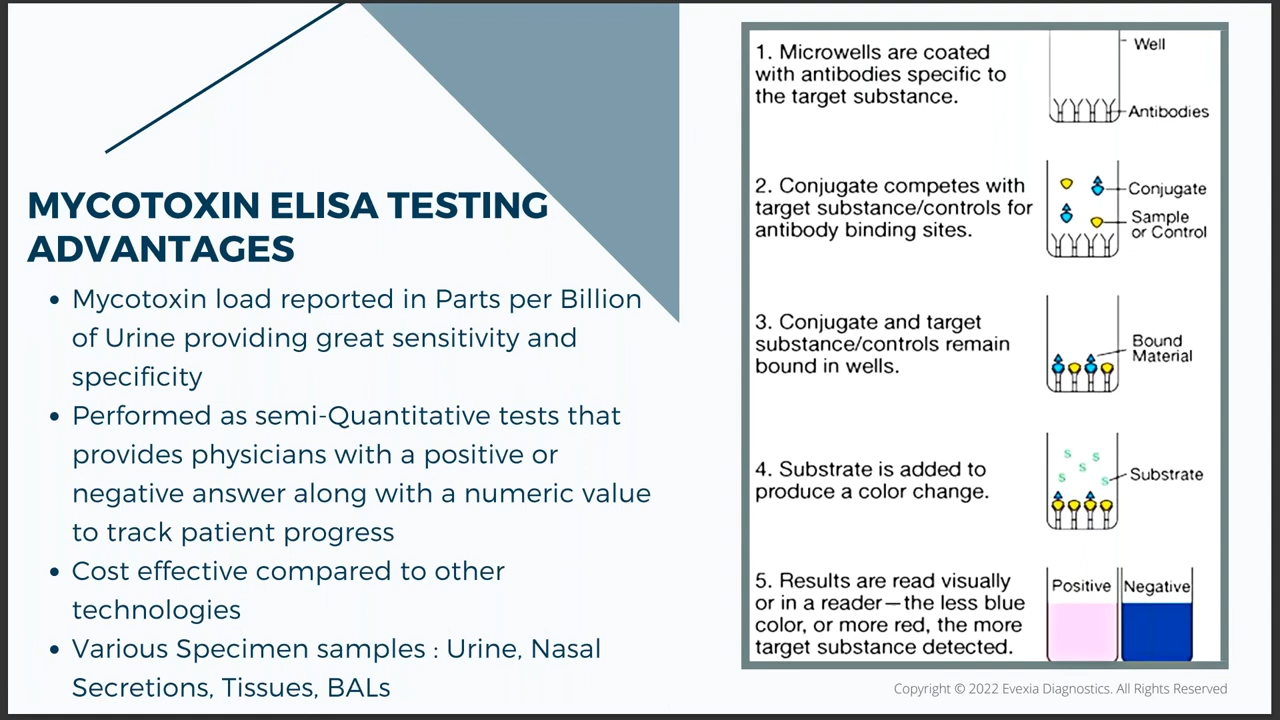 MYCOTOXIN ELISA TESTING
ADVANTAGES
• Mycotoxin load reported in Parts per Billion
of Urine providing great sensitivity and
specificity
• Performed as semi-Quantitative tests that
provides physicians with a positive or
negative answer along with a numeric value
to track patient progress
• Cost effective compared to other
technologies
• Various Specimen samples : Urine, Nasal
Secretions, Tissues, BALs
1. Microwells are coated
with antibodies specific to
the target substance.
Well
Antibodies
2. Conjugate competes with
target substance/controls for
antibody binding sites.
Conjugate
Sample
or Control
3. Conjugate and target
substance/controls remain
bound in wells.
Bound
Material
4. Substrate is added to
produce a color change.
S S
S
S S
Substrate
5. Results are read visually
or in a reader—the less blue
color, or more red, the more
target substance detected.
Positive
Negative
Copyright © 2022 Evexia Diagnostics. All Rights Reserved